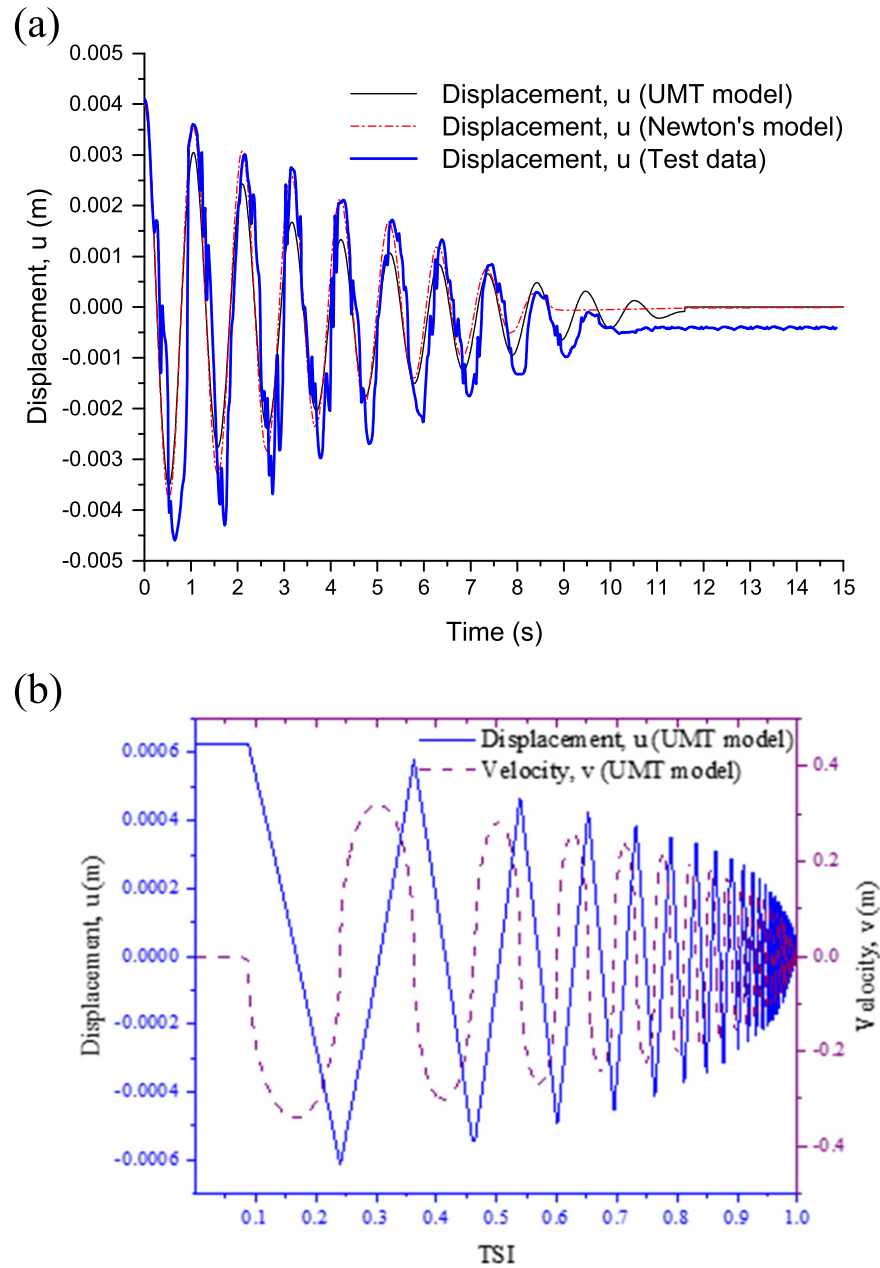 (a)
0.005
0.004
0.003
0.002
0.001
0.000
-0.001
-0.002
-0.003
-0.004
-0.005
Displacement, u (m)
Displacement, u (UMT model)
Displacement, u (Newton's model)
Displacement, u (Test data)
0 1 2 3 4 5 6 7 8 9 10 11 12 13 14 15
Time (s)
(b)
0.0006
0.0004
0.0002
0.0000
-0.0002
-0.0004
-0.0006
Displacement, u (m)
Displacement, u (UMT model)
Velocity, v (UMT model)
0.4
0.2
0.0
-0.2
-0.4
Velocity, v (m)
0.1 0.2 0.3 0.4 0.5 0.6 0.7 0.8 0.9 1.0
TSI